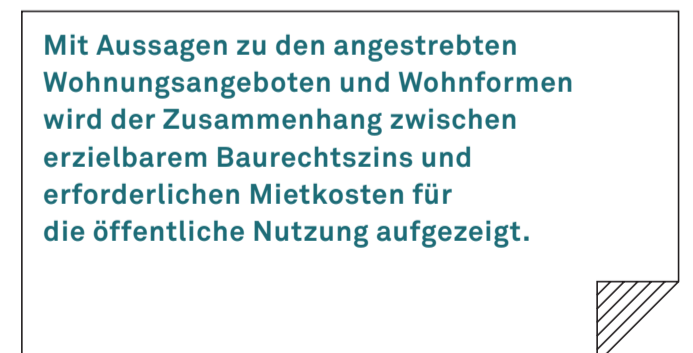 Mit Aussagen zu den angestrebten
Wohnungsangeboten und Wohnformen
wird der Zusammenhang zwischen
erzielbarem Baurechtszins und
erforderlichen Mietkosten für
die öffentliche Nutzung aufgezeigt.